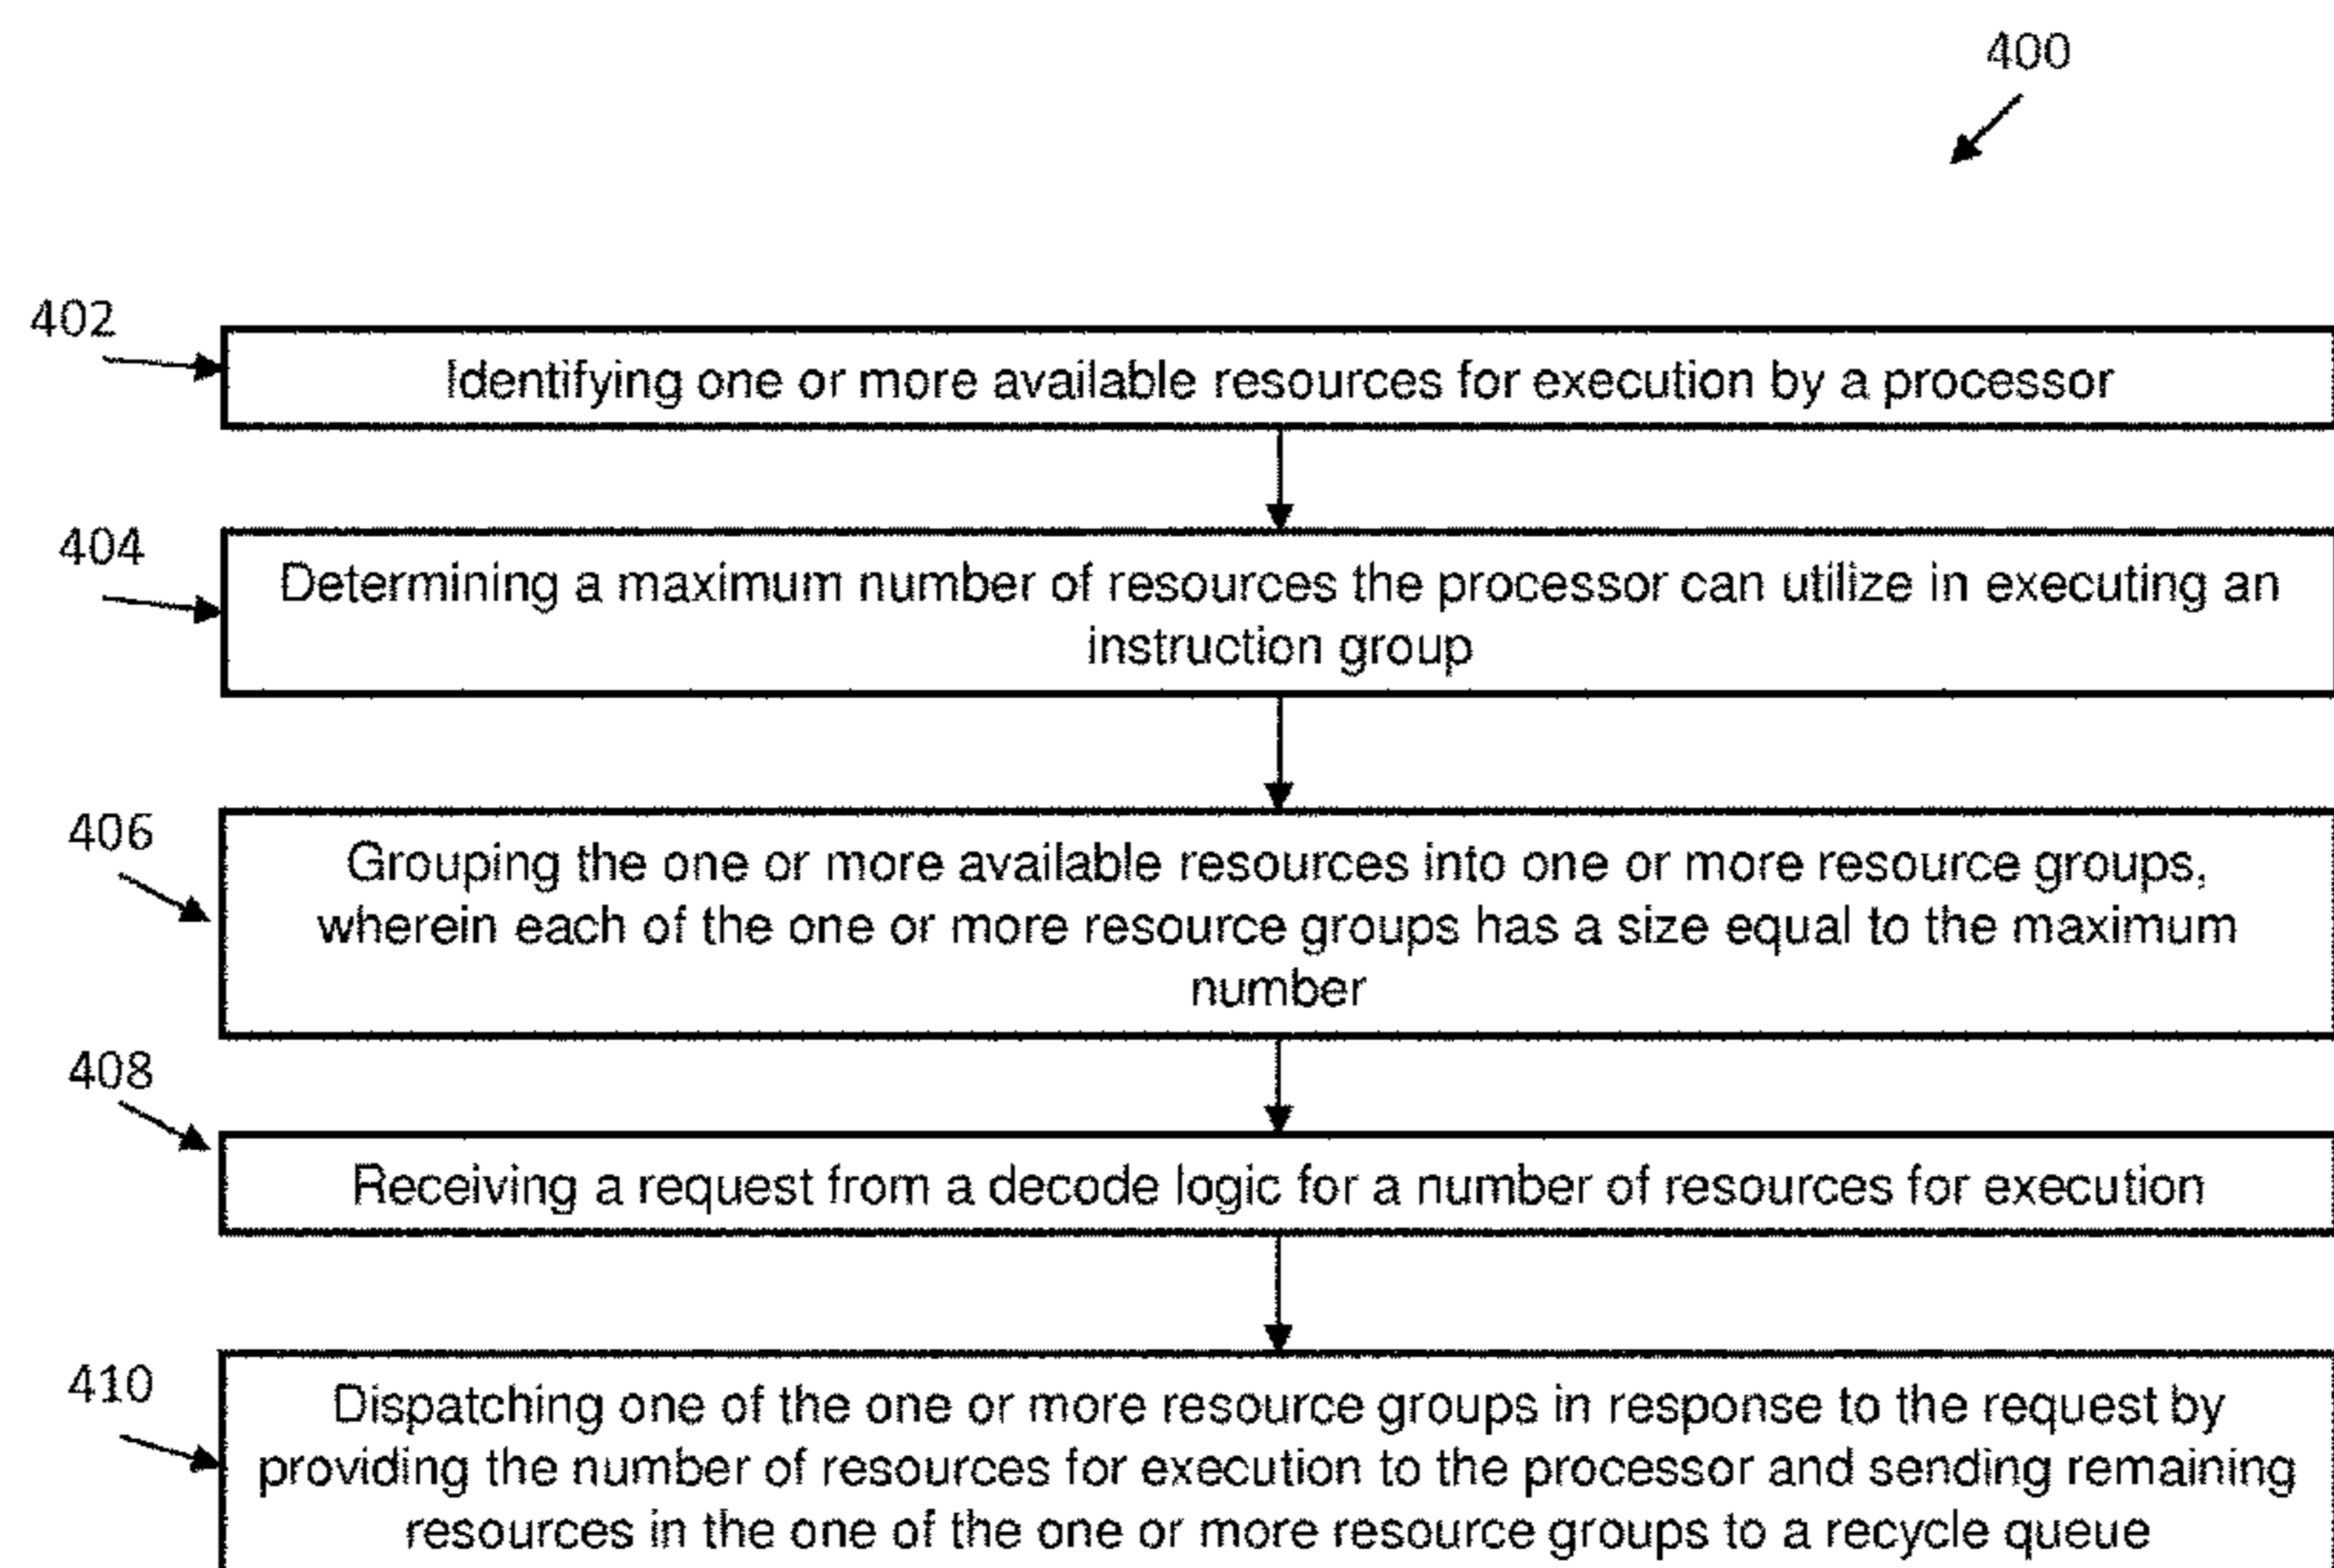 400
402
Identifying one or more available resources for execution by a processor
404
Determining a maximum number of resources the processor can utilize in executing an
instruction group
406
Grouping the one or more available resources into one or more resource groups,
wherein each of the one or more resource groups has a size equal to the maximum
number
408
Receiving a request from a decode logic for a number of resources for execution
410
Dispatching one of the one or more resource groups in response to the request by
providing the number of resources for execution to the processor and sending remaining
resources in the one of the one or more resource groups to a recycle queue